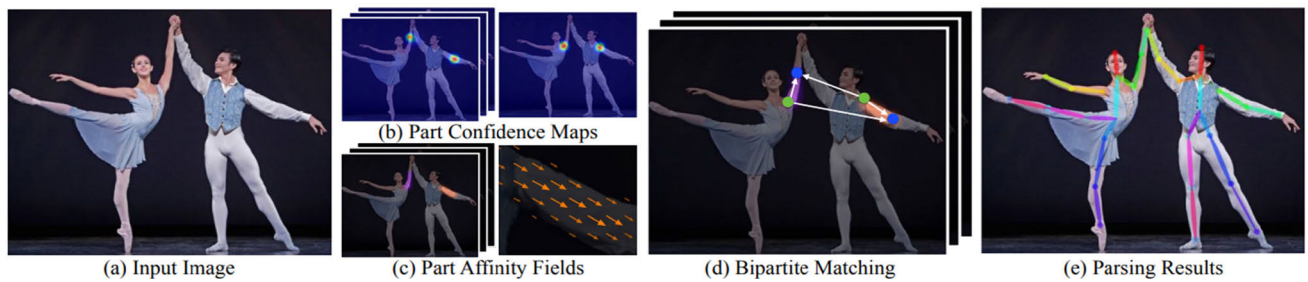 (a) Input Image
(b) Part Confidence Maps
(c) Part Affinity Fields
(d) Bipartite Matching
(e) Parsing Results